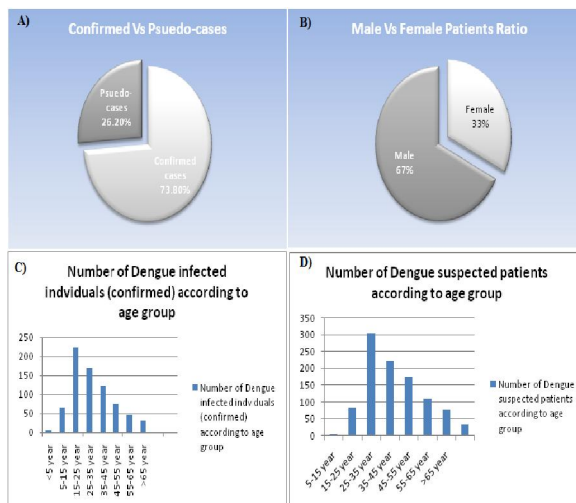 A)
Confirmed Vs Psuedo-cases
Psuedo-
cases
26.20%
Confirmed
cases
73.80%
B)
Male Vs Female Patients Ratio
Female
33%
Male
67%
C)
Number of Dengue infected
indviduals (confirmed) according to
age group
250
200
150
100
50
0
<5 year
5-15 year
15-25 year
25-35 year
35-45 year
45-55 year
55-65 year
>65 year
Number of Dengue
infected indviduals
(confirmed)
according to age
group
D)
Number of Dengue suspected patients
according to age group
350
300
250
200
150
100
50
0
5-15 year
15-25 year
25-35 year
35-45 year
45-55 year
55-65 year
>65 year
Number of Dengue
suspected patients
according to age
group